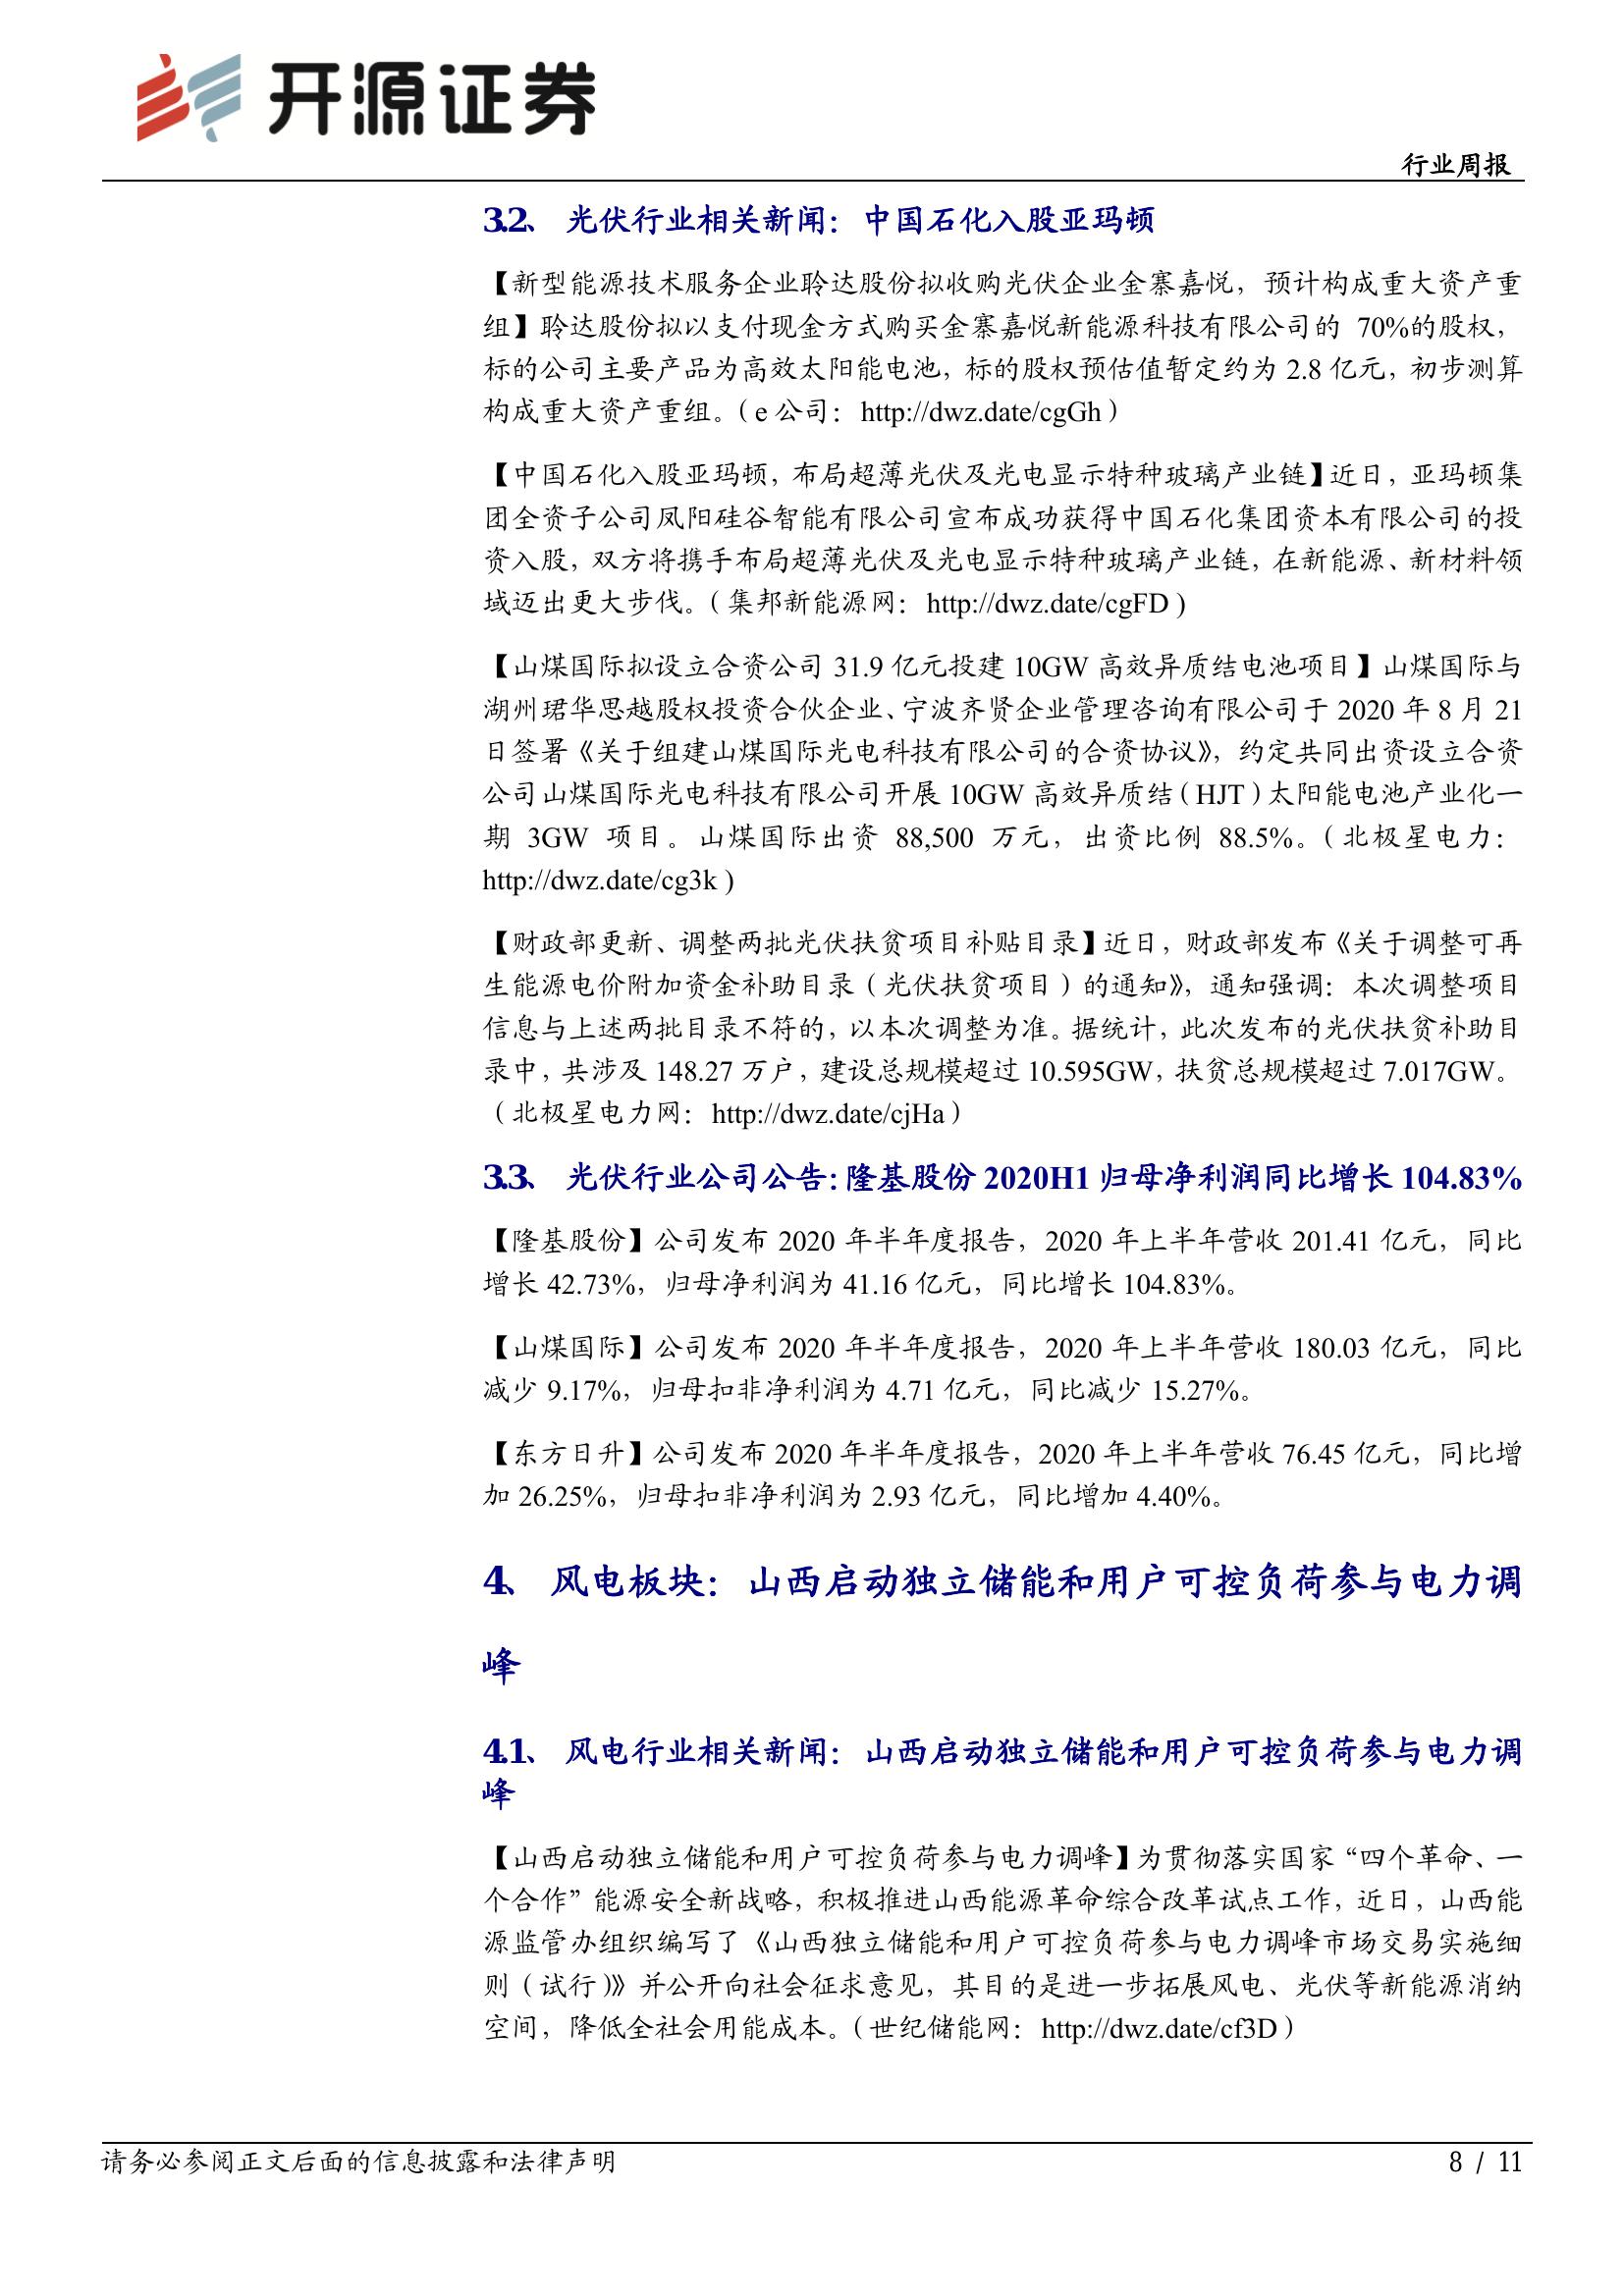 开源证券
行业周报
3.2、 光伏行业相关新闻：中国石化入股亚玛顿
【新型能源技术服务企业聆达股份拟收购光伏企业金寨嘉悦，预计构成重大资产重
组】聆达股份拟以支付现金方式购买金寨嘉悦新能源科技有限公司的 70%的股权，
标的公司主要产品为高效太阳能电池，标的股权预估值暂定约为 2.8 亿元，初步测算
构成重大资产重组。（e 公司：http://dwz.date/cgGh）
【中国石化入股亚玛顿，布局超薄光伏及光电显示特种玻璃产业链】近日，亚玛顿集
团全资子公司凤阳硅谷智能有限公司宣布成功获得中国石化集团资本有限公司的投
资入股，双方将携手布局超薄光伏及光电显示特种玻璃产业链，在新能源、新材料领
域迈出更大步伐。（集邦新能源网：http://dwz.date/cgFD）
【山煤国际拟设立合资公司 31.9 亿元投建 10GW 高效异质结电池项目】山煤国际与
湖州珺华思越股权投资合伙企业、宁波齐贤企业管理咨询有限公司于 2020 年 8 月 21
日签署《关于组建山煤国际光电科技有限公司的合资协议》，约定共同出资设立合资
公司山煤国际光电科技有限公司开展 10GW 高效异质结（HJT）太阳能电池产业化一
期 3GW 项目。山煤国际出资 88,500 万元，出资比例 88.5%。（北极星电力：
http://dwz.date/cg3k）
【财政部更新、调整两批光伏扶贫项目补贴目录】近日，财政部发布《关于调整可再
生能源电价附加资金补助目录（光伏扶贫项目）的通知》，通知强调：本次调整项目
信息与上述两批目录不符的，以本次调整为准。据统计，此次发布的光伏扶贫补助目
录中，共涉及 148.27 万户，建设总规模超过 10.595GW，扶贫总规模超过 7.017GW。
（北极星电力网：http://dwz.date/cjHa）
3.3、 光伏行业公司公告：隆基股份 2020H1 归母净利润同比增长 104.83%
【隆基股份】公司发布 2020 年半年度报告，2020 年上半年营收 201.41 亿元，同比
增长 42.73%，归母净利润为 41.16 亿元，同比增长 104.83%。
【山煤国际】公司发布 2020 年半年度报告，2020 年上半年营收 180.03 亿元，同比
减少 9.17%，归母扣非净利润为 4.71 亿元，同比减少 15.27%。
【东方日升】公司发布 2020 年半年度报告，2020 年上半年营收 76.45 亿元，同比增
加 26.25%，归母扣非净利润为 2.93 亿元，同比增加 4.40%。
4、 风电板块：山西启动独立储能和用户可控负荷参与电力调
峰
4.1、 风电行业相关新闻：山西启动独立储能和用户可控负荷参与电力调
峰
【山西启动独立储能和用户可控负荷参与电力调峰】为贯彻落实国家“四个革命、一
个合作”能源安全新战略，积极推进山西能源革命综合改革试点工作，近日，山西能
源监管办组织编写了《山西独立储能和用户可控负荷参与电力调峰市场交易实施细
则（试行）》并公开向社会征求意见，其目的是进一步拓展风电、光伏等新能源消纳
空间，降低全社会用能成本。（世纪储能网：http://dwz.date/cf3D）
请务必参阅正文后面的信息披露和法律声明
8 / 11